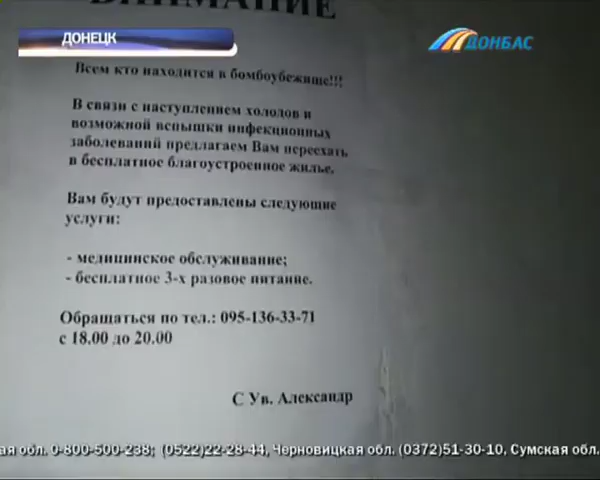 ВНИМАНИЕ
ДОНЕЦК
ДОНБАС
Всем кто находится в бомбоубежище!!!
В связи с наступлением холодов и
возможной вспышки инфекционных
заболеваний предлагаем Вам переехать
в бесплатное благоустроенное жилье.
Вам будут предоставлены следующие
услуги:
- медицинское обслуживание;
- бесплатное 3-х разовое питание.
Обращаться по тел.: 095-136-33-71
с 18.00 до 20.00
С Ув. Александр
ая обл. 0-800-500-238; (0522)22-28-44, Черновицкая обл. (0372)51-30-10, Сумская обл.